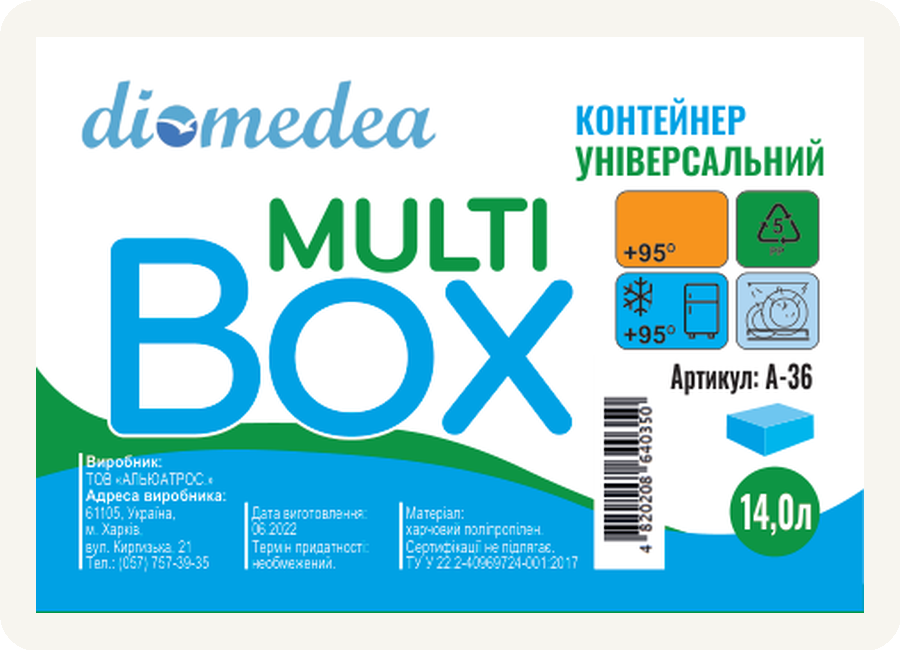 diomedea
КОНТЕЙНЕР
УНІВЕРСАЛЬНИЙ
MULTI
BOX
+95°
5
PP
+95°
Артикул: А-36
14,0л
4 820208 640350
Виробник:
ТОВ «АЛЬЮАТРОС.»
Адреса виробника:
61105, Україна,
м. Харків.
вул. Киргизька. 21
Тел.: (057) 757-39-35
Дата виготовлення:
06.2022
Термін придатності:
необмежений.
Матеріал:
харчовий поліпропілен.
Сертифікації не підлягає.
ТУ У 22.2-40969724-001:2017